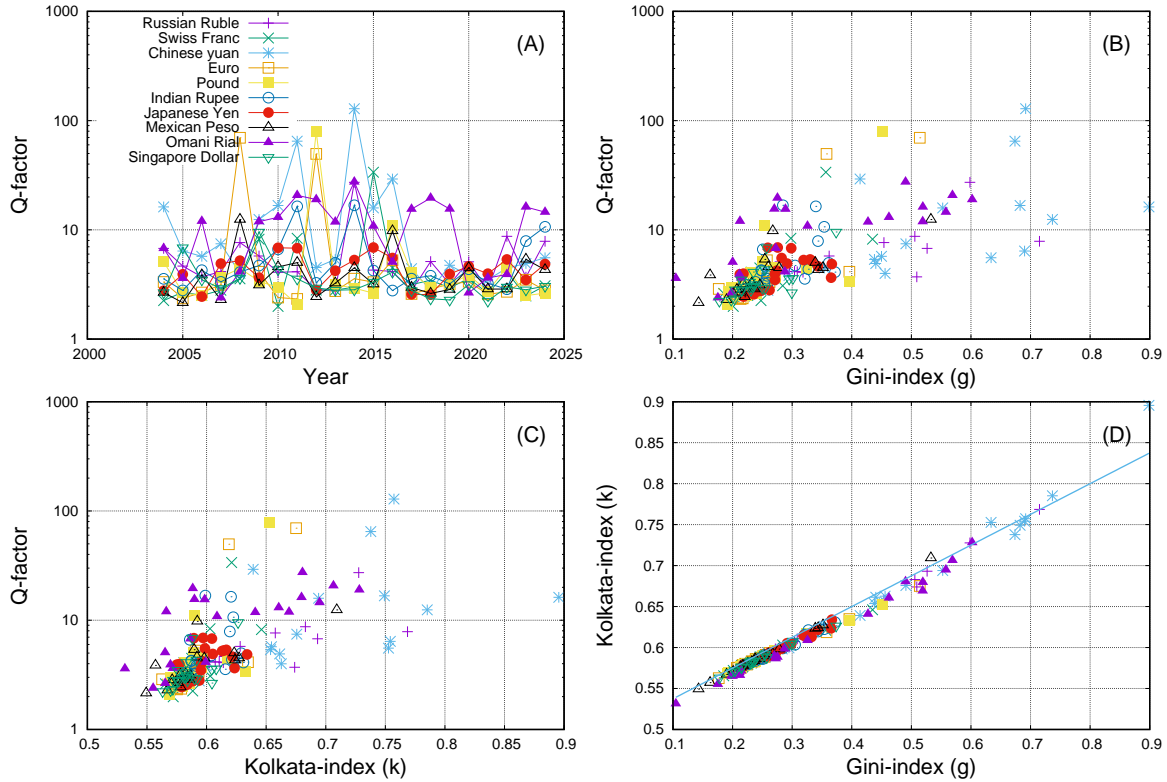 1000
100
10
1
Q-factor
Russian Ruble
Swiss Franc
Chinese yuan
Euro
Pound
Indian Rupee
Japanese Yen
Mexican Peso
Omani Rial
Singapore Dollar
(A)
2000 2005 2010 2015 2020 2025
Year
1000
100
10
1
Q-factor
(B)
0.1 0.2 0.3 0.4 0.5 0.6 0.7 0.8 0.9
Gini-index (g)
1000
100
10
1
Q-factor
(C)
0.5 0.55 0.6 0.65 0.7 0.75 0.8 0.85 0.9
Kolkata-index (k)
0.9
0.85
0.8
0.75
0.7
0.65
0.6
0.55
0.5
Kolkata-index (k)
(D)
0.1 0.2 0.3 0.4 0.5 0.6 0.7 0.8 0.9
Gini-index (g)